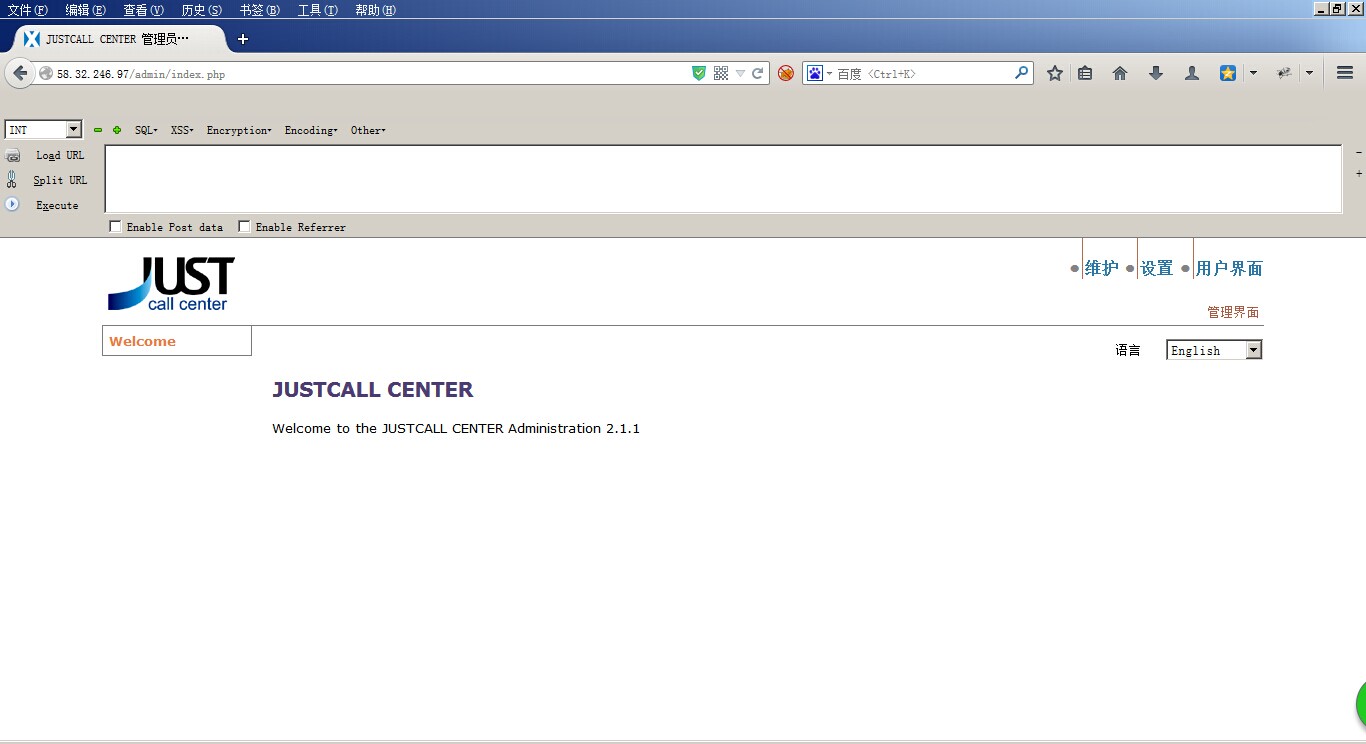 文件(F) 编辑(E) 查看(V) 历史(S) 书签(B) 工具(T) 帮助(H)
JUSTCALL CENTER 管理员…
58.32.246.97/admin/index.php 百度 <Ctrl+K>
INT SQL XSS Encryption Encoding Other
Load URL
Split URL
Execute
Enable Post data Enable Referrer
JUST
call center
维护 设置 用户界面
管理界面
Welcome
语言 English
JUSTCALL CENTER
Welcome to the JUSTCALL CENTER Administration 2.1.1